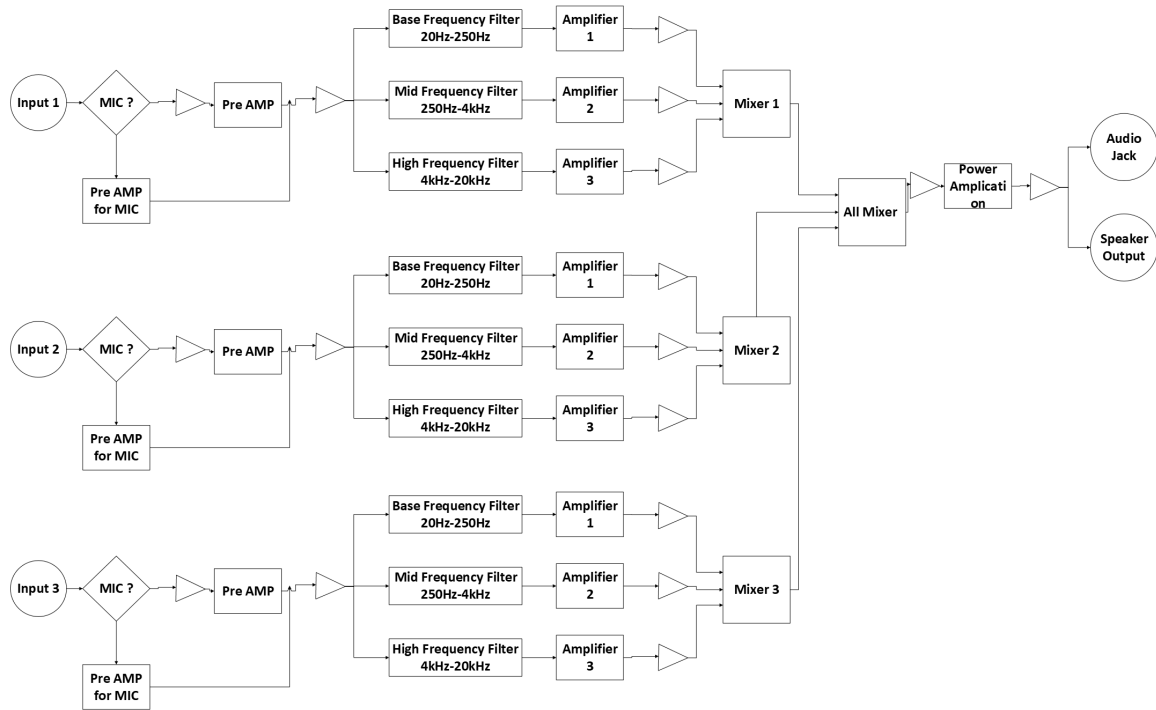 Base Frequency Filter
20Hz-250Hz
Amplifier
1
Input 1
MIC ?
Pre AMP
Mid Frequency Filter
250Hz-4kHz
Amplifier
2
Mixer 1
High Frequency Filter
4kHz-20kHz
Amplifier
3
Pre AMP
for MIC
Audio
Jack
Power
Amplicati
on
All Mixer
Speaker
Output
Base Frequency Filter
20Hz-250Hz
Amplifier
1
Input 2
MIC ?
Pre AMP
Mid Frequency Filter
250Hz-4kHz
Amplifier
2
Mixer 2
High Frequency Filter
4kHz-20kHz
Amplifier
3
Pre AMP
for MIC
Base Frequency Filter
20Hz-250Hz
Amplifier
1
Input 3
MIC ?
Pre AMP
Mid Frequency Filter
250Hz-4kHz
Amplifier
2
Mixer 3
High Frequency Filter
4kHz-20kHz
Amplifier
3
Pre AMP
for MIC